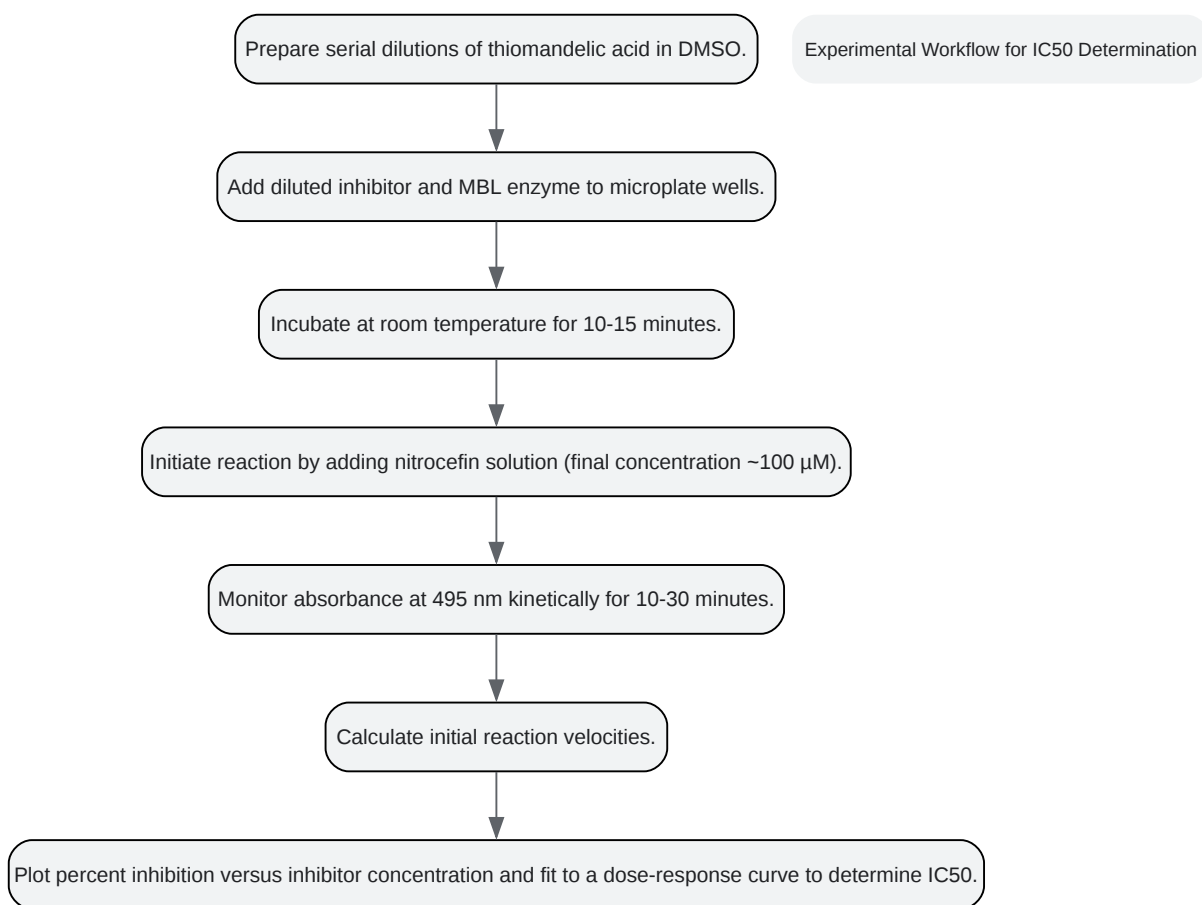 Prepare serial dilutions of thiomandelic acid in DMSO.
Experimental Workflow for IC50 Determination
Add diluted inhibitor and MBL enzyme to microplate wells.
Incubate at room temperature for 10-15 minutes.
Initiate reaction by adding nitrocefin solution (final concentration ~100 µM).
Monitor absorbance at 495 nm kinetically for 10-30 minutes.
Calculate initial reaction velocities.
Plot percent inhibition versus inhibitor concentration and fit to a dose-response curve to determine IC50.